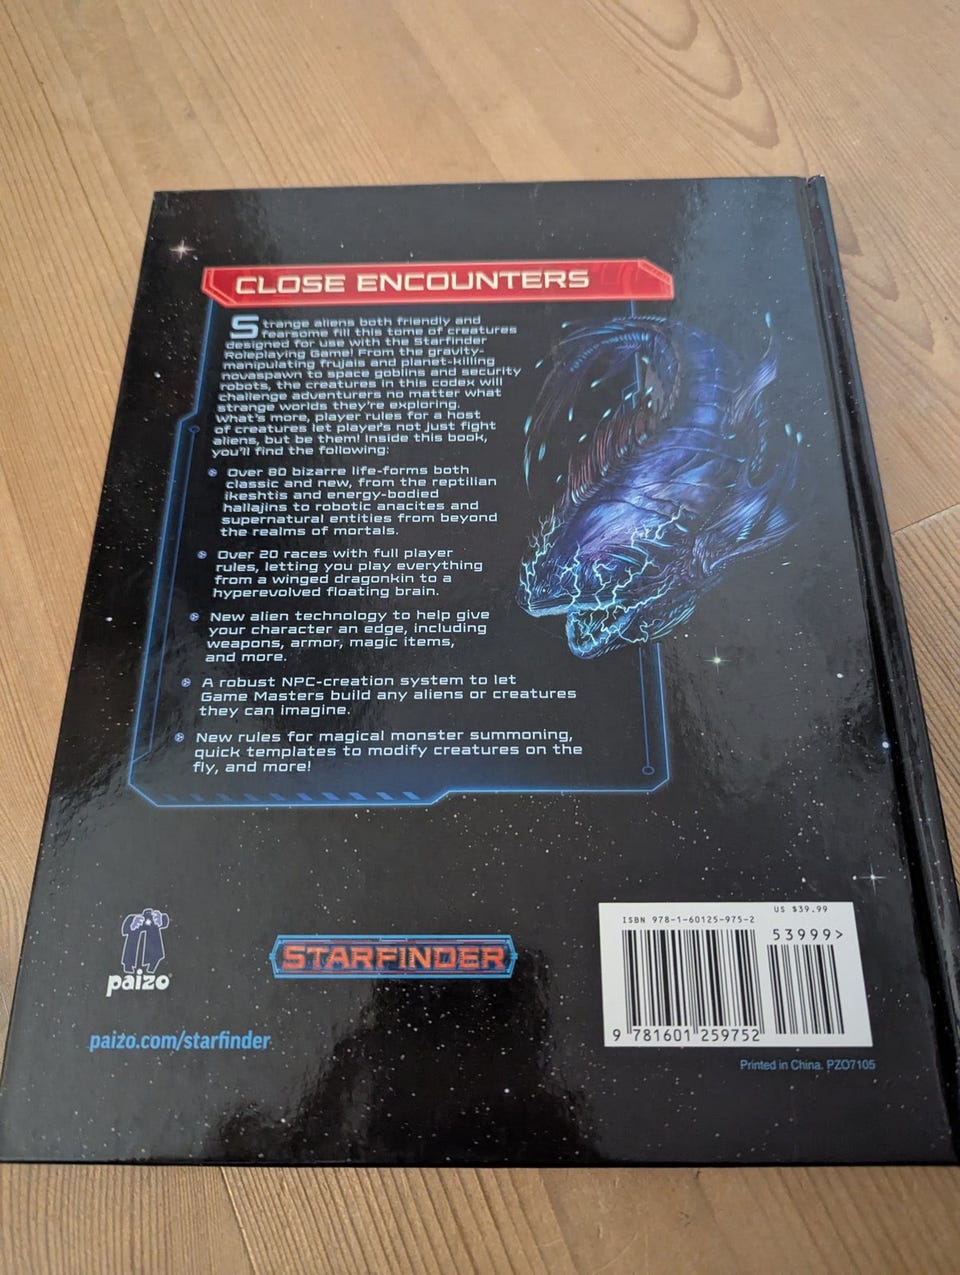 CLOSE ENCOUNTERS
Strange aliens both friendly and
fearsome fill this tome of creatures
designed for use with the Starfinder
Roleplaying Game! From the gravity-
manipulating frujais and planet-killing
novaspawn to space goblins and security
robots, the creatures in this codex will
challenge adventurers no matter what
strange worlds they're exploring.
What's more, player rules for a host
of creatures let players not just fight
aliens, but be them! Inside this book,
you'll find the following:
Over 80 bizarre life-forms both
classic and new, from the reptilian
ikeshtis and energy-bodied
hallajins to robotic anacites and
supernatural entities from beyond
the realms of mortals.
Over 20 races with full player
rules, letting you play everything
from a winged dragonkin to a
hyperevolved floating brain.
New alien technology to help give
your character an edge, including
weapons, armor, magic items,
and more.
A robust NPC-creation system to let
Game Masters build any aliens or creatures
they can imagine.
New rules for magical monster summoning,
quick templates to modify creatures on the
fly, and more!
paizo
paizo.com/starfinder
STARFINDER
US $39.99
ISBN 978-1-60125-975-2
53999>
9 781601 259752
Printed in China. PZO7105